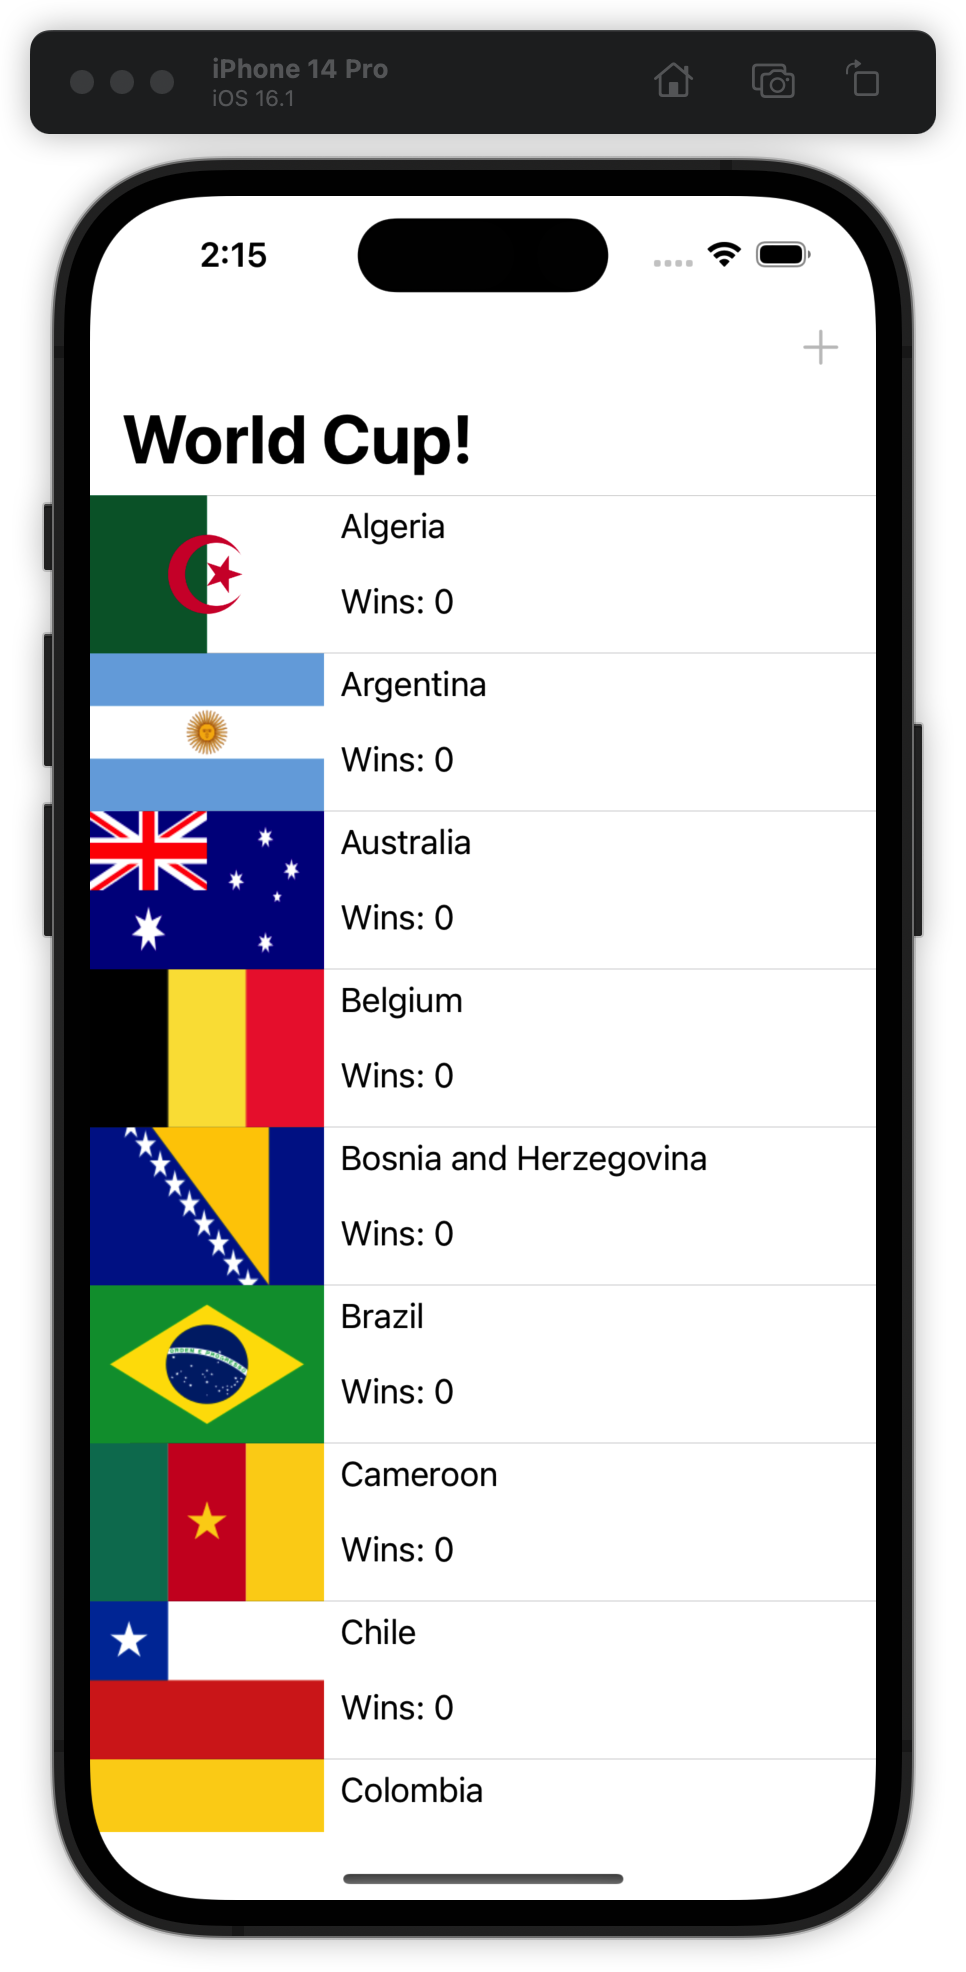 iPhone 14 Pro
iOS 16.1
2:15
World Cup!
Algeria
Wins: 0
Argentina
Wins: 0
Australia
Wins: 0
Belgium
Wins: 0
Bosnia and Herzegovina
Wins: 0
Brazil
Wins: 0
Cameroon
Wins: 0
Chile
Wins: 0
Colombia